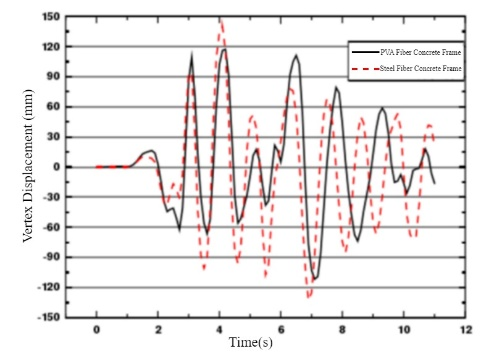 150
120
90
60
30
0
-30
-60
-90
-120
-150
Vertex Displacement (mm)
PVA Fiber Concrete Frame
Steel Fiber Concrete Frame
0 2 4 6 8 10 12
Time(s)